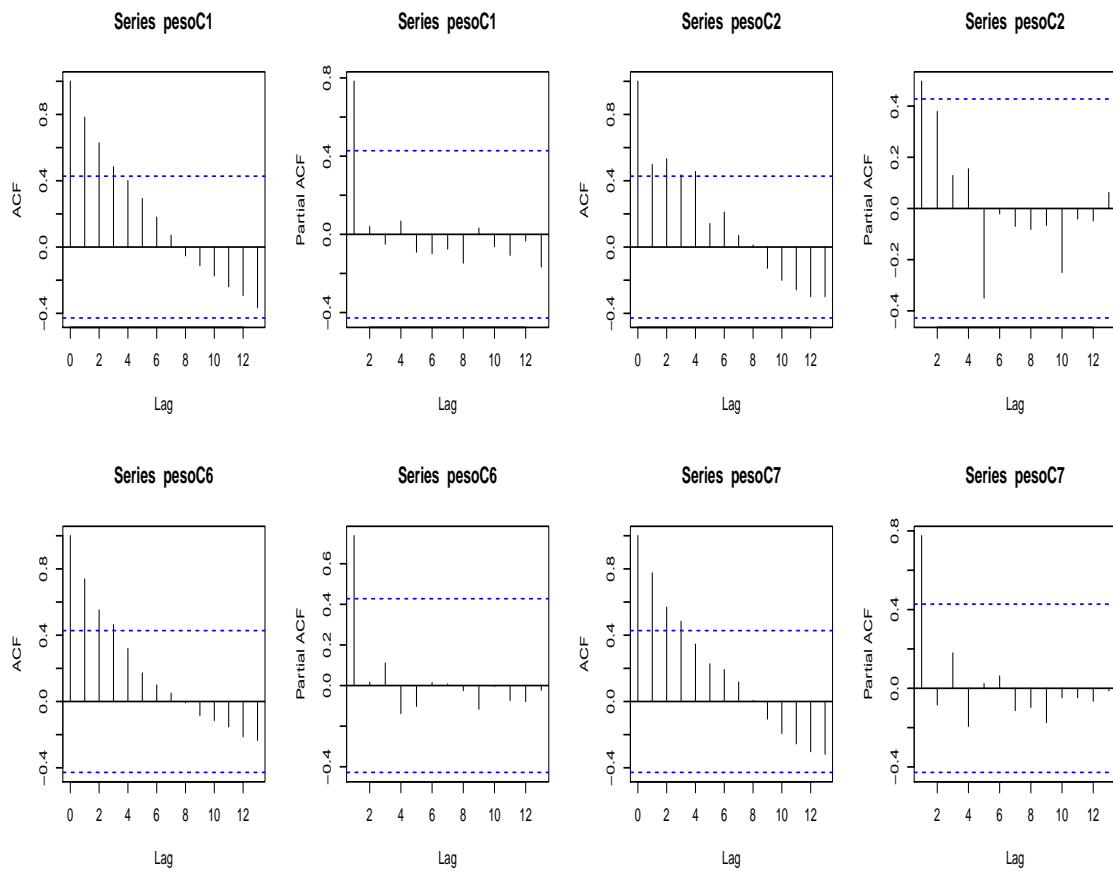 Series pesoC1
ACF
0.8
0.4
0.0
−0.4
0 2 4 6 8 10 12
Lag
Series pesoC1
Partial ACF
0.8
0.4
0.0
−0.4
2 4 6 8 10 12
Lag
Series pesoC2
ACF
0.8
0.4
0.0
−0.4
0 2 4 6 8 10 12
Lag
Series pesoC2
Partial ACF
0.4
0.2
0.0
−0.2
−0.4
2 4 6 8 10 12
Lag
Series pesoC6
ACF
0.8
0.4
0.0
−0.4
0 2 4 6 8 10 12
Lag
Series pesoC6
Partial ACF
0.6
0.4
0.2
0.0
−0.4
2 4 6 8 10 12
Lag
Series pesoC7
ACF
0.8
0.4
0.0
−0.4
0 2 4 6 8 10 12
Lag
Series pesoC7
Partial ACF
0.8
0.4
0.0
−0.4
2 4 6 8 10 12
Lag